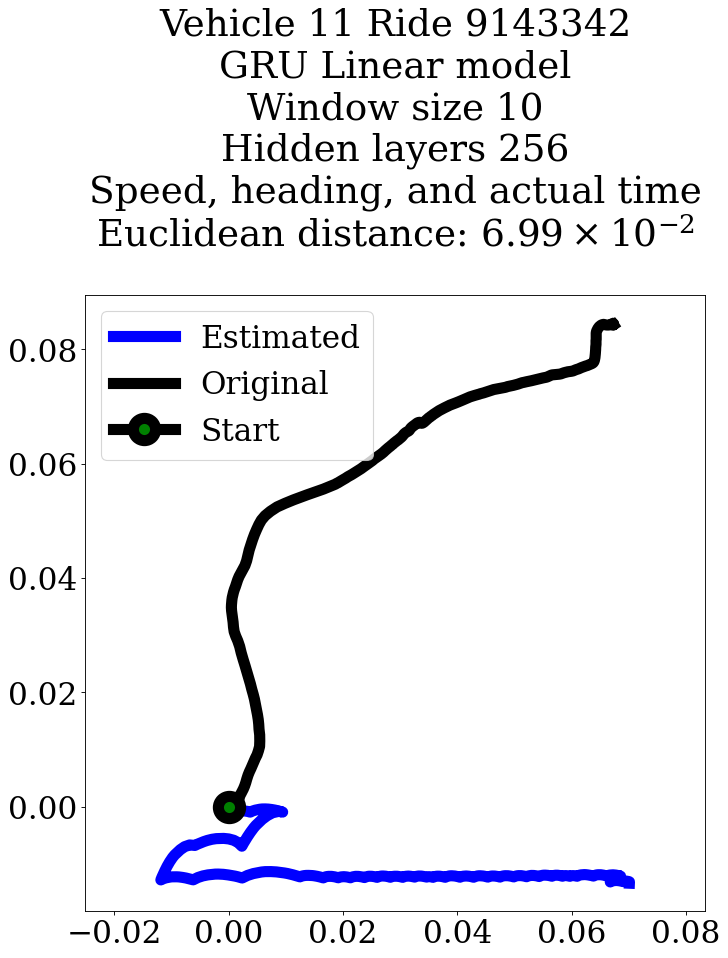 Vehicle 11 Ride 9143342
GRU Linear model
Window size 10
Hidden layers 256
Speed, heading, and actual time
Euclidean distance: 6.99 × 10⁻²
Estimated
Original
Start
0.08
0.06
0.04
0.02
0.00
−0.02 0.00 0.02 0.04 0.06 0.08